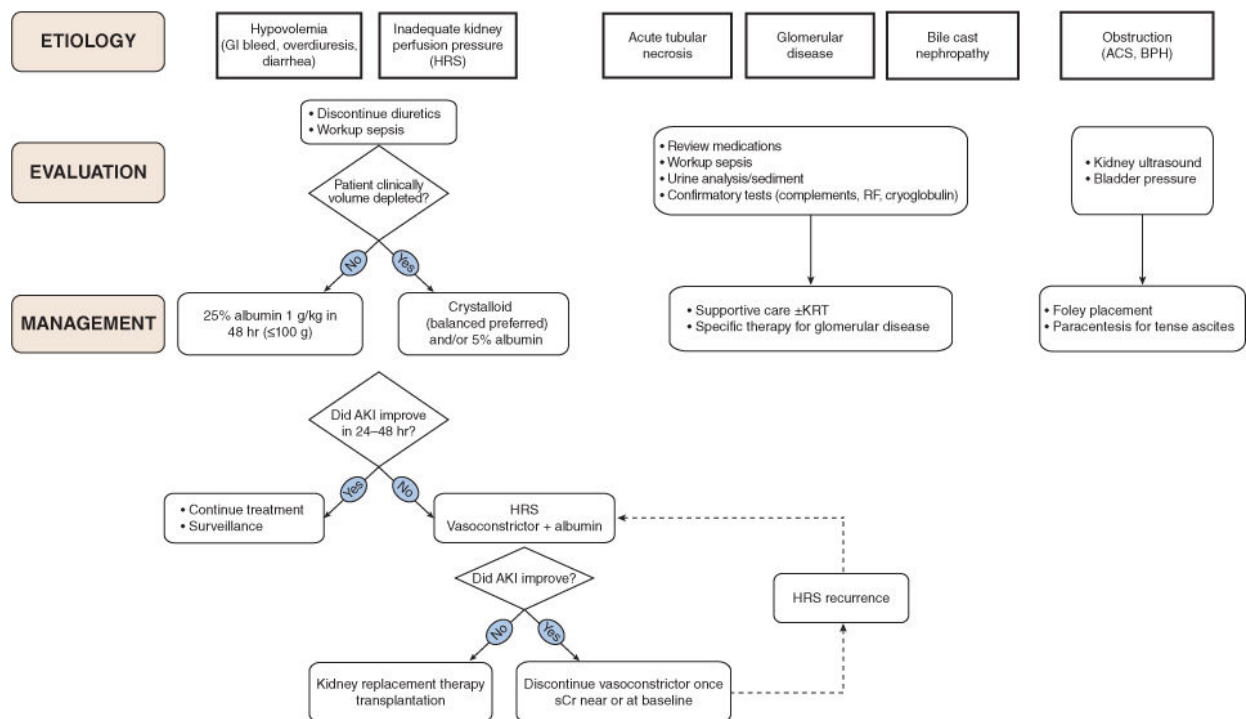 ETIOLOGY
Hypovolemia
(GI bleed, overdiuresis,
diarrhea)
Inadequate kidney
perfusion pressure
(HRS)
Acute tubular
necrosis
Glomerular
disease
Bile cast
nephropathy
Obstruction
(ACS, BPH)
EVALUATION
• Discontinue diuretics
• Workup sepsis
Patient clinically
volume depleted?
No
Yes
• Review medications
• Workup sepsis
• Urine analysis/sediment
• Confirmatory tests (complements, RF, cryoglobulin)
• Kidney ultrasound
• Bladder pressure
MANAGEMENT
25% albumin 1 g/kg in
48 hr (≤100 g)
Crystalloid
(balanced preferred)
and/or 5% albumin
• Supportive care ±KRT
• Specific therapy for glomerular disease
• Foley placement
• Paracentesis for tense ascites
Did AKI improve
in 24–48 hr?
Yes
No
• Continue treatment
• Surveillance
HRS
Vasoconstrictor + albumin
Did AKI improve?
HRS recurrence
No
Yes
Kidney replacement therapy
transplantation
Discontinue vasoconstrictor once
sCr near or at baseline